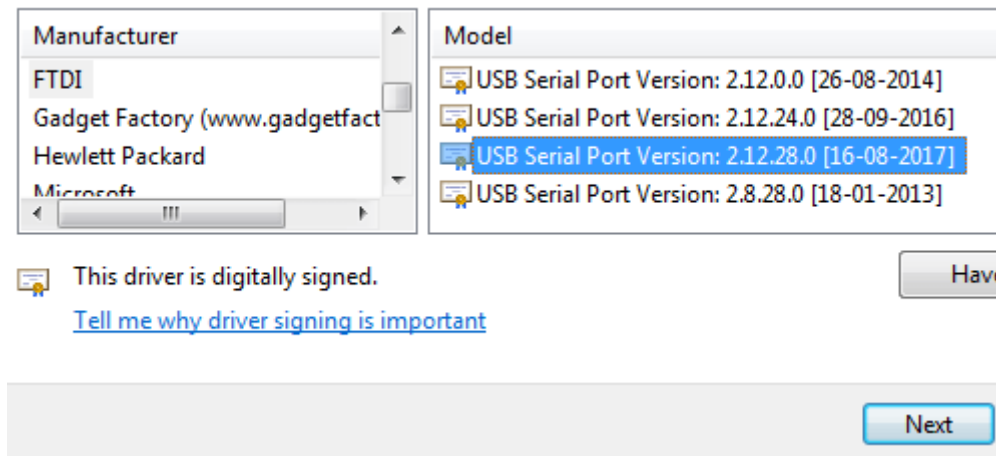 Manufacturer
FTDI
Gadget Factory (www.gadgetfact
Hewlett Packard
Microsoft
Model
USB Serial Port Version: 2.12.0.0 [26-08-2014]
USB Serial Port Version: 2.12.24.0 [28-09-2016]
USB Serial Port Version: 2.12.28.0 [16-08-2017]
USB Serial Port Version: 2.8.28.0 [18-01-2013]
This driver is digitally signed.
Have
Tell me why driver signing is important
Next